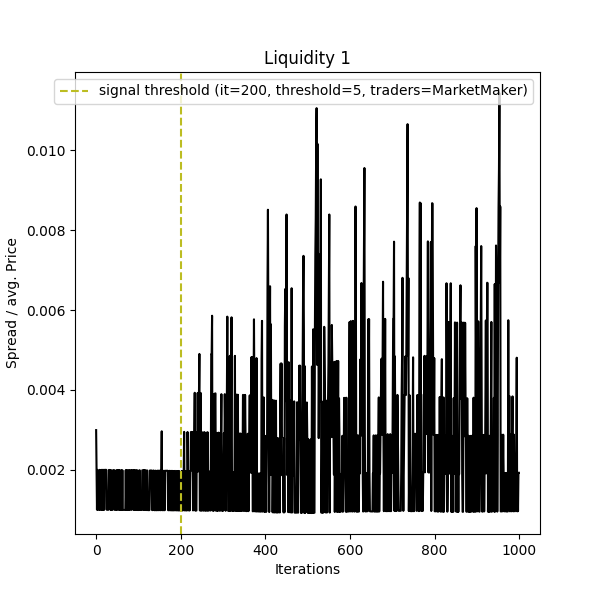 Liquidity 1
signal threshold (it=200, threshold=5, traders=MarketMaker)
0.010
0.008
0.006
0.004
0.002
Spread / avg. Price
0 200 400 600 800 1000
Iterations